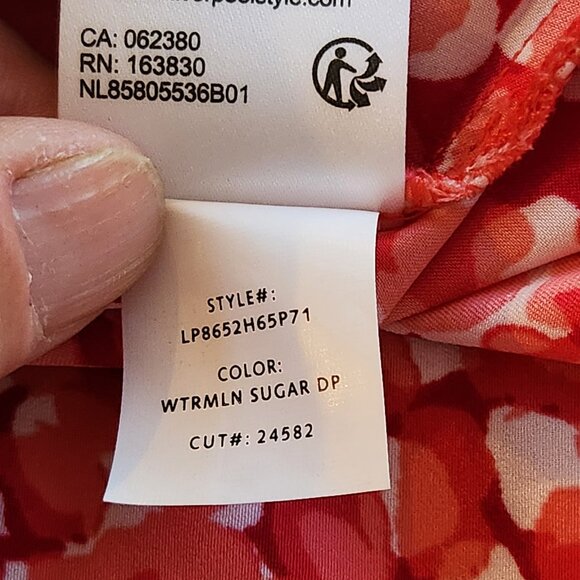 CA: 062380
RN: 163830
NL85805536B01
STYLE#:
LP8652H65P71
COLOR:
WTRMLN SUGAR DP
CUT#: 24582